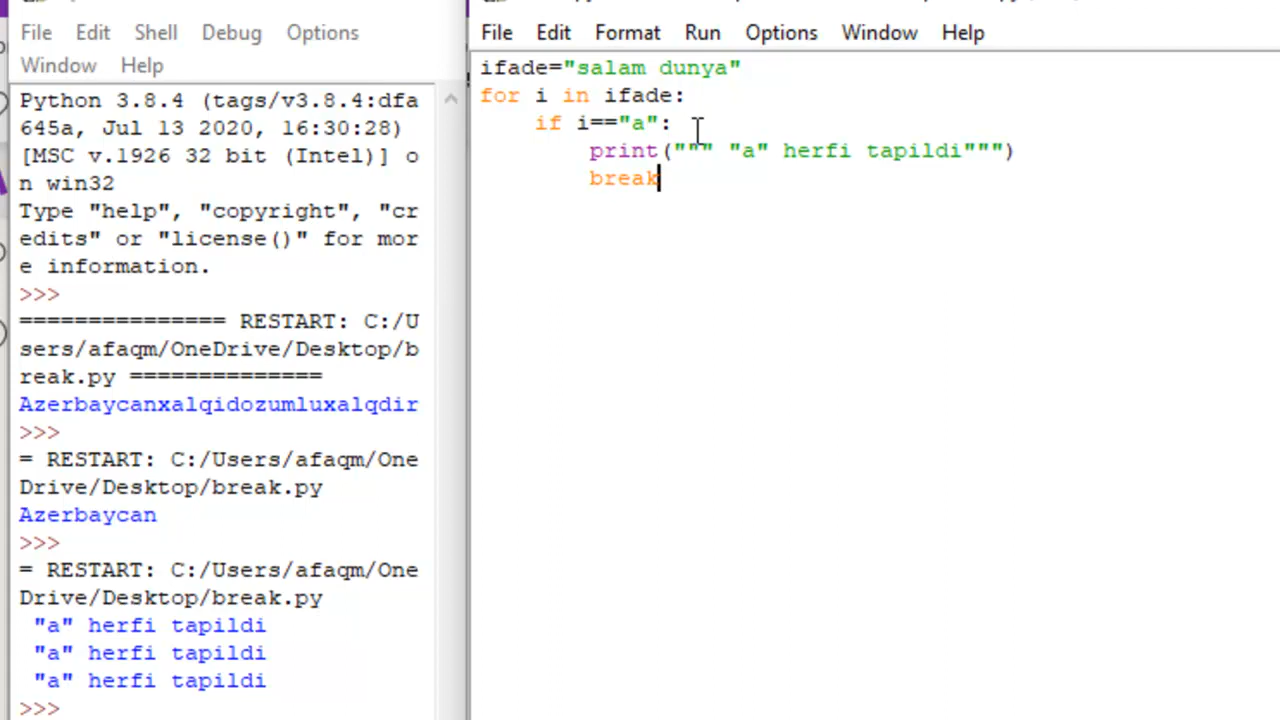 File Edit Shell Debug Options
Window Help
Python 3.8.4 (tags/v3.8.4:dfa
645a, Jul 13 2020, 16:30:28)
[MSC v.1926 32 bit (Intel)] o
n win32
Type "help", "copyright", "cr
edits" or "license()" for mor
e information.
>>>
=============== RESTART: C:/U
sers/afaqm/OneDrive/Desktop/b
reak.py ==============
Azerbaycanxalqidozumluxalqdir
>>>
= RESTART: C:/Users/afaqm/One
Drive/Desktop/break.py
Azerbaycan
>>>
= RESTART: C:/Users/afaqm/One
Drive/Desktop/break.py
 "a" herfi tapildi
 "a" herfi tapildi
 "a" herfi tapildi
>>>
File Edit Format Run Options Window Help
ifade="salam dunya"
for i in ifade:
    if i=="a":
        print(""" "a" herfi tapildi""")
        break